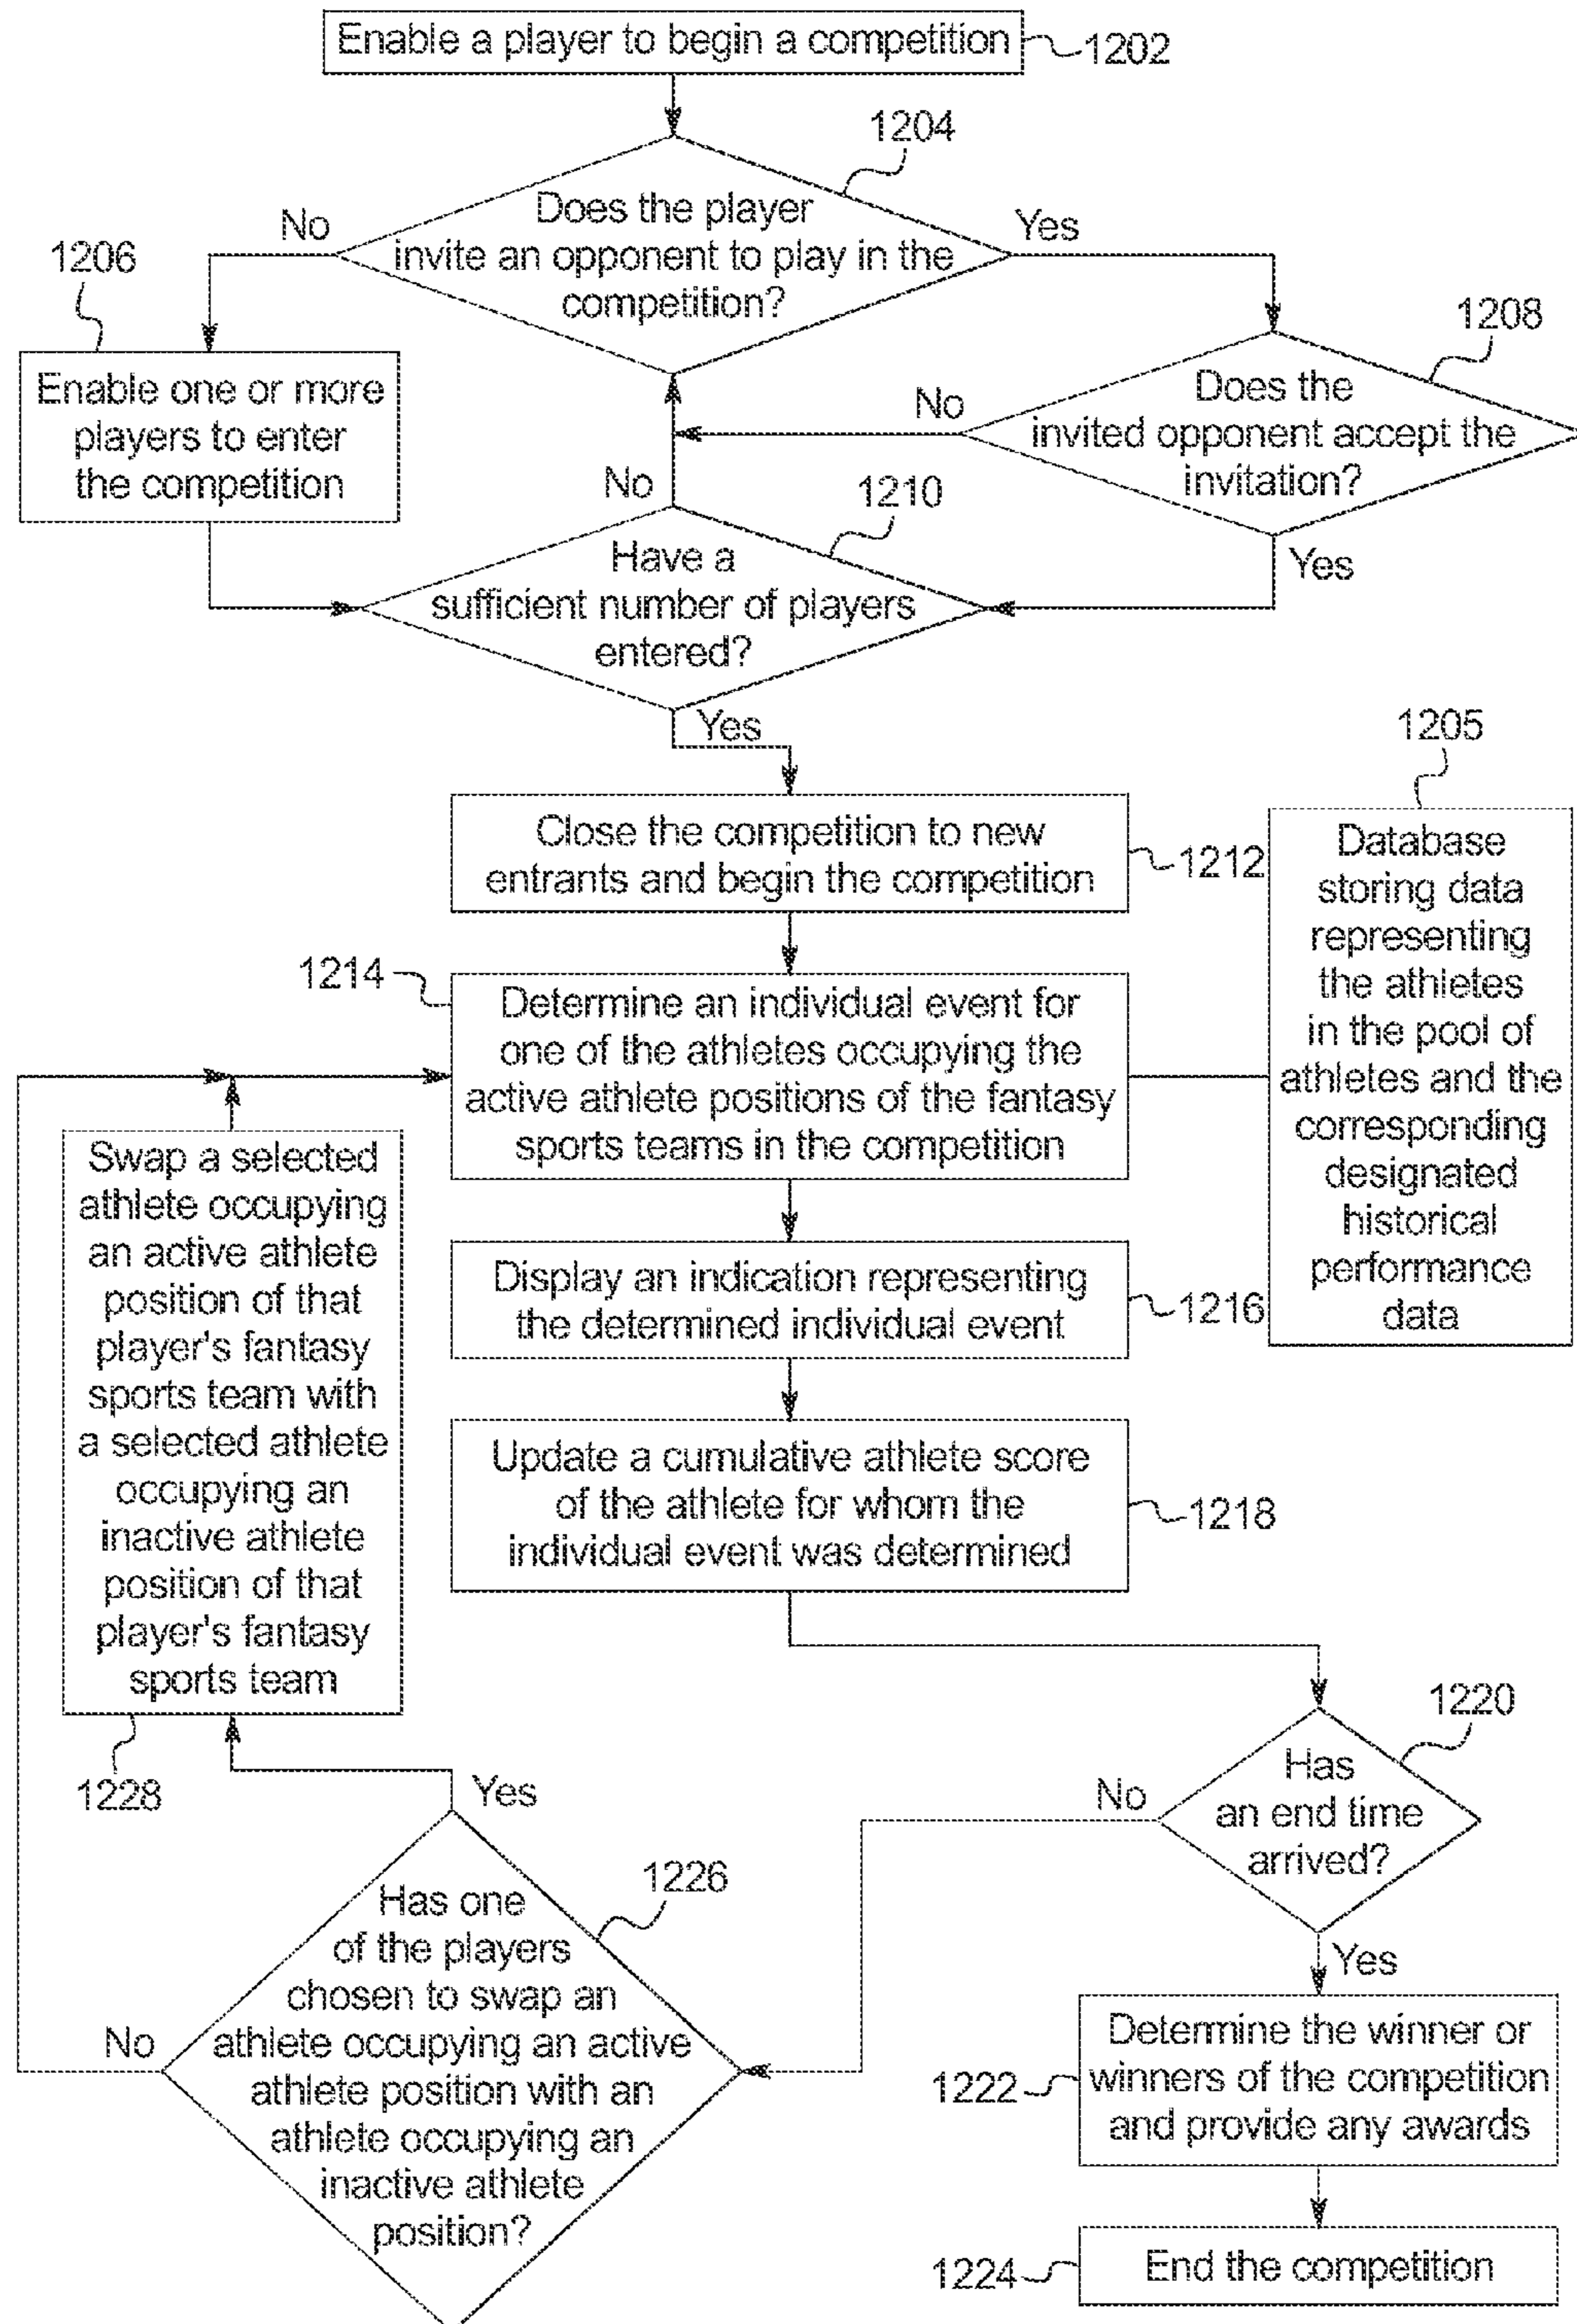 Enable a player to begin a competition
1202
1204
Does the player
invite an opponent to play in the
competition?
No
Yes
1206
Enable one or more
players to enter
the competition
1208
Does the
invited opponent accept the
invitation?
No
Yes
No
1210
Have a
sufficient number of players
entered?
Yes
1205
Database
storing data
representing
the athletes
in the pool of
athletes and the
corresponding
designated
historical
performance
data
Close the competition to new
entrants and begin the competition
1212
1214
Determine an individual event for
one of the athletes occupying the
active athlete positions of the fantasy
sports teams in the competition
Display an indication representing
the determined individual event
1216
Update a cumulative athlete score
of the athlete for whom the
individual event was determined
1218
Swap a selected
athlete occupying
an active athlete
position of that
player's fantasy
sports team with
a selected athlete
occupying an
inactive athlete
position of that
player's fantasy
sports team
1228
1220
Has
an end time
arrived?
No
Yes
Yes
1226
Has one
of the players
chosen to swap an
athlete occupying an active
athlete position with an
athlete occupying an
inactive athlete
position?
No
Determine the winner or
winners of the competition
and provide any awards
1222
End the competition
1224